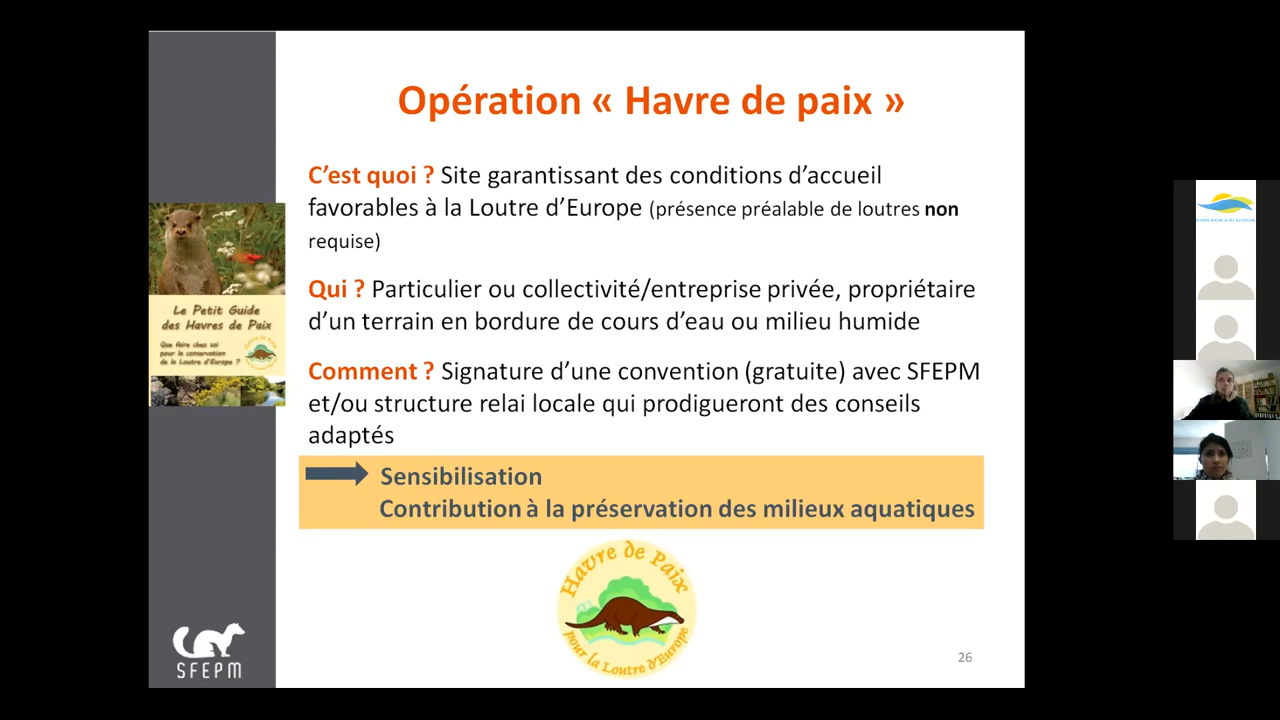 Opération « Havre de paix »
C’est quoi ? Site garantissant des conditions d’accueil
favorables à la Loutre d’Europe (présence préalable de loutres non
requise)
Qui ? Particulier ou collectivité/entreprise privée, propriétaire
d’un terrain en bordure de cours d’eau ou milieu humide
Comment ? Signature d’une convention (gratuite) avec SFEPM
et/ou structure relai locale qui prodigueront des conseils
adaptés
Sensibilisation
Contribution à la préservation des milieux aquatiques
Le Petit Guide
des Havres de Paix
Que faire chez soi
pour la conservation
de la Loutre d'Europe ?
Havre de Paix
pour la Loutre d'Europe
SFEPM
26